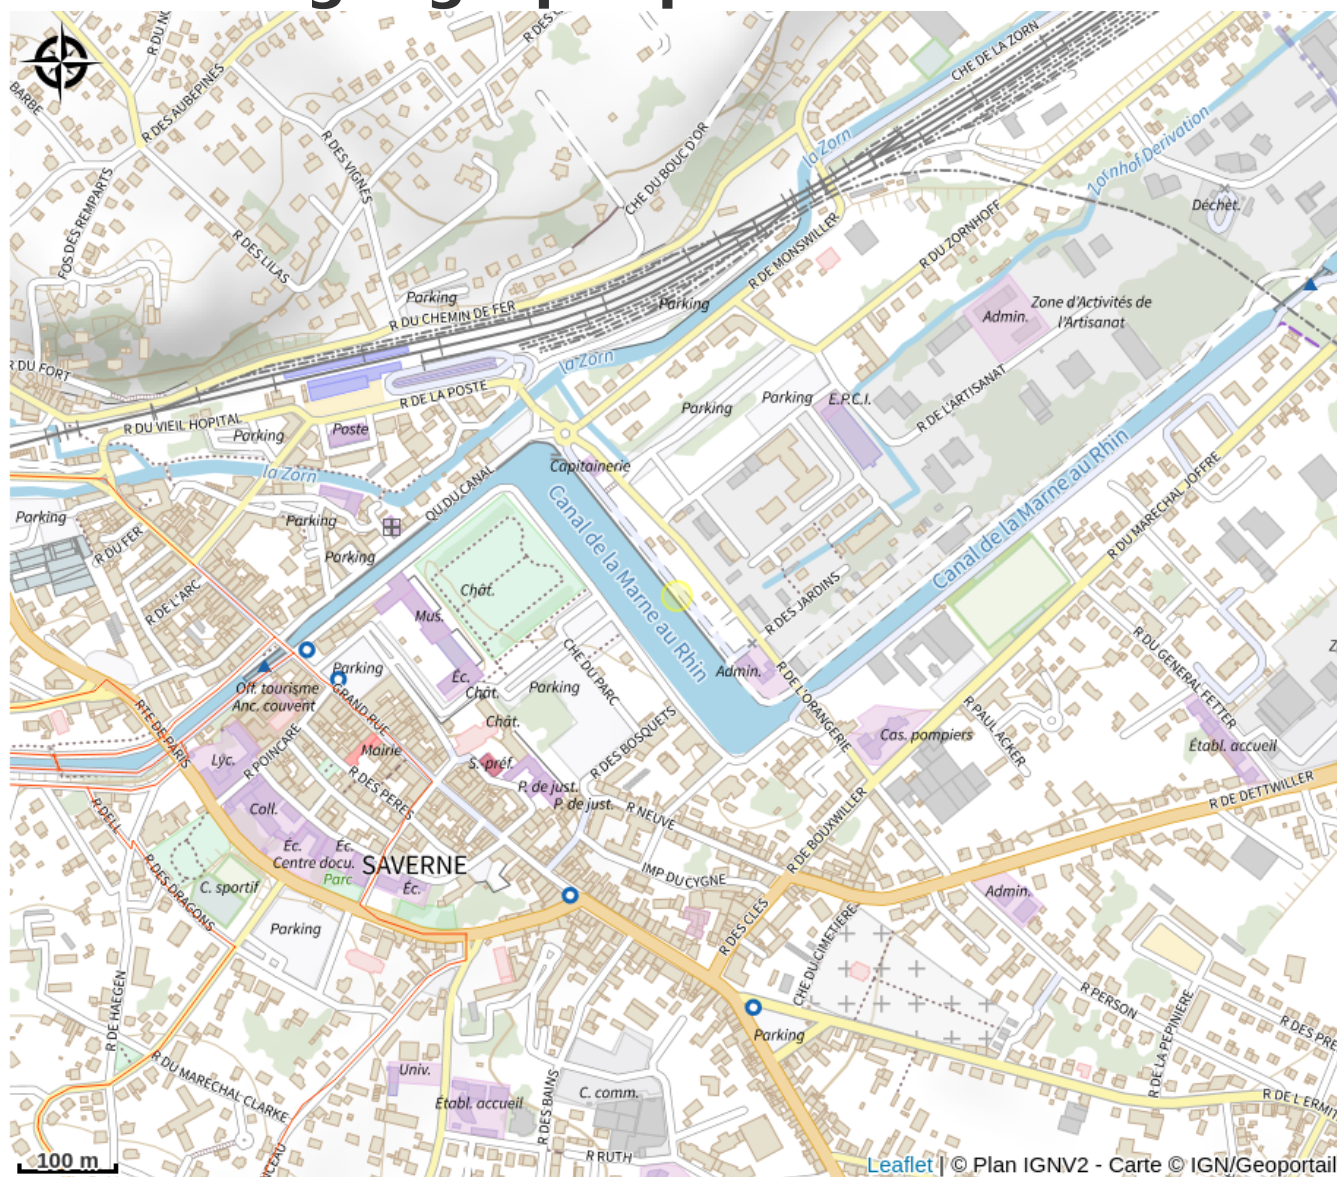 R DES AUBEPINES
R DES VIGNES
CHE DU BOUC D'OR
la Zorn
CHE DE LA ZORN
Zornhof Derivation
Déchet.
FOS DES REMPARTS
R DES LILAS
R DE MONSWILLER
R DU ZORNHOFF
Parking
R DU CHEMIN DE FER
Parking
Admin.
Zone d'Activités de
l'Artisanat
R DU FORT
la Zorn
R DE LA POSTE
Parking
Parking
E.P.C.I.
R DE L'ARTISANAT
R DU VIEIL HOPITAL
Parking
Poste
la Zorn
Capitainerie
QU DU CANAL
Canal de la Marne au Rhin
Canal de la Marne au Rhin
R DU MARECHAL JOFFRE
Parking
Parking
Parking
R DU FER
R DE L'ARC
Chât.
Mus.
R DES JARDINS
Éc.
Chât.
CHE DU PARC
Parking
Parking
Admin.
R DE L'ORANGERIE
R DU GENERAL FETTER
Off. tourisme
Anc. couvent
GRAND RUE
Chât.
R DES BOSQUETS
Cas. pompiers
R PAUL ACKER
Établ. accueil
RTE DE PARIS
Lyc.
R POINCARE
Mairie
S.-préf.
P. de just.
P. de just.
R DES PERES
R NEUVE
R DE BOUXWILLER
R DE DETTWILLER
R DELL
Coll.
Éc.
Éc.
Centre docu.
Parc
Éc.
SAVERNE
IMP DU CYGNE
R DES DRAGONS
C. sportif
Parking
R DES CLES
CHE DU CIMETIERE
Admin.
R DE HAEGEN
R PERSON
R DE LA PEPINIERE
R DES PRE
Parking
R DU MARECHAL CLARKE
Univ.
Établ. accueil
R DES BAINS
C. comm.
R DE L'ERMIT
R RUTH
100 m
Leaflet | © Plan IGNV2 - Carte © IGN/Geoportail